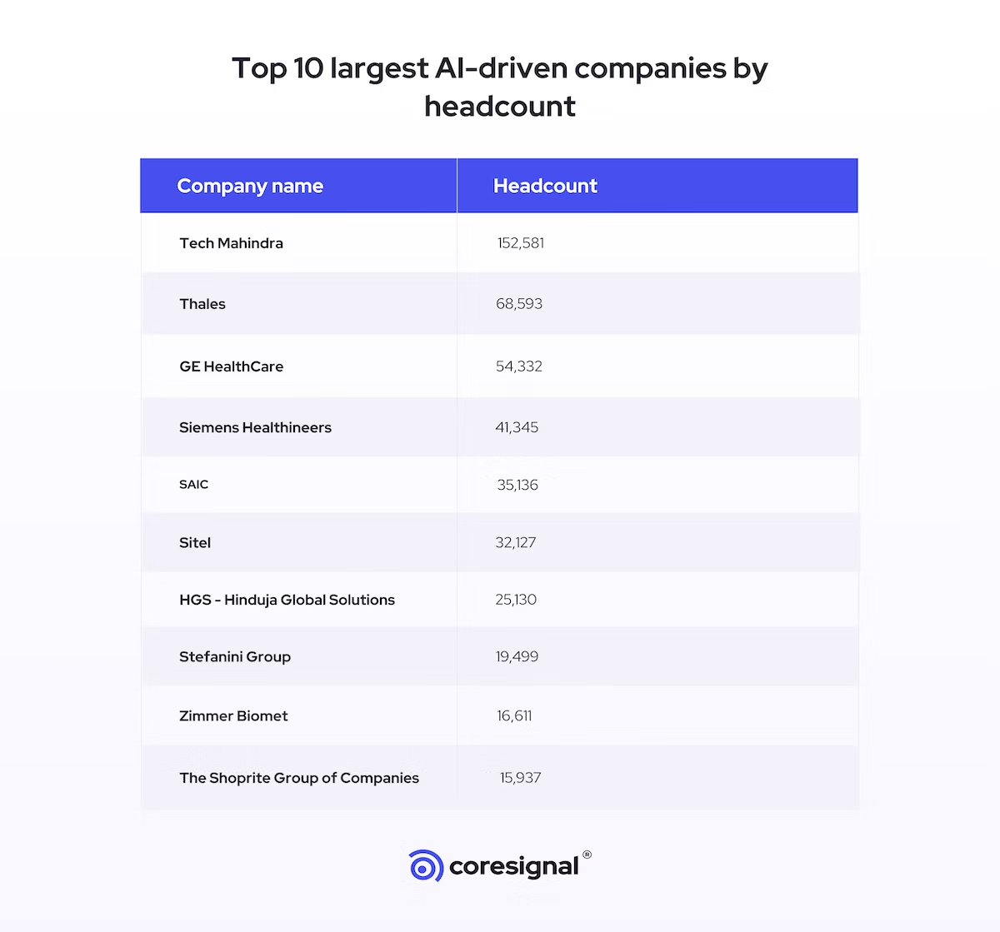 Top 10 largest AI-driven companies by
headcount
Company name Headcount
Tech Mahindra 152,581
Thales 68,593
GE HealthCare 54,332
Siemens Healthineers 41,345
SAIC 35,136
Sitel 32,127
HGS - Hinduja Global Solutions 25,130
Stefanini Group 19,499
Zimmer Biomet 16,611
The Shoprite Group of Companies 15,937
coresignal ®